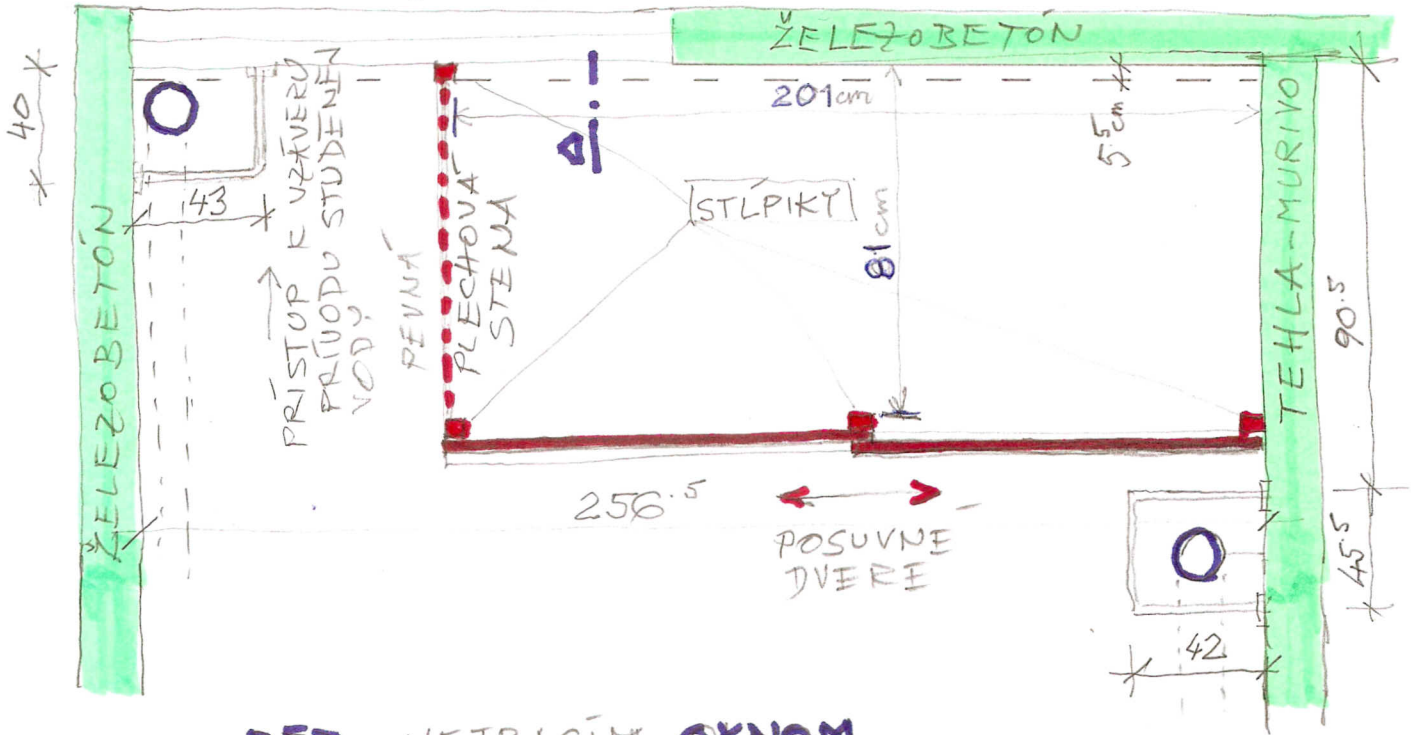 ŽELEZOBETÓN
40
201cm
5.5cm
43
ŽELEZOBETÓN
PRÍSTUP K UZÁVERU
PRÍVODU STUDENEJ
VODY
PEVNÁ
PLECHOVÁ
STENA
STĹPIKY
81cm
TEHLA-MURIVO
90.5
256.5
POSUVNÉ
DVERE
45.5
42
OKNOM